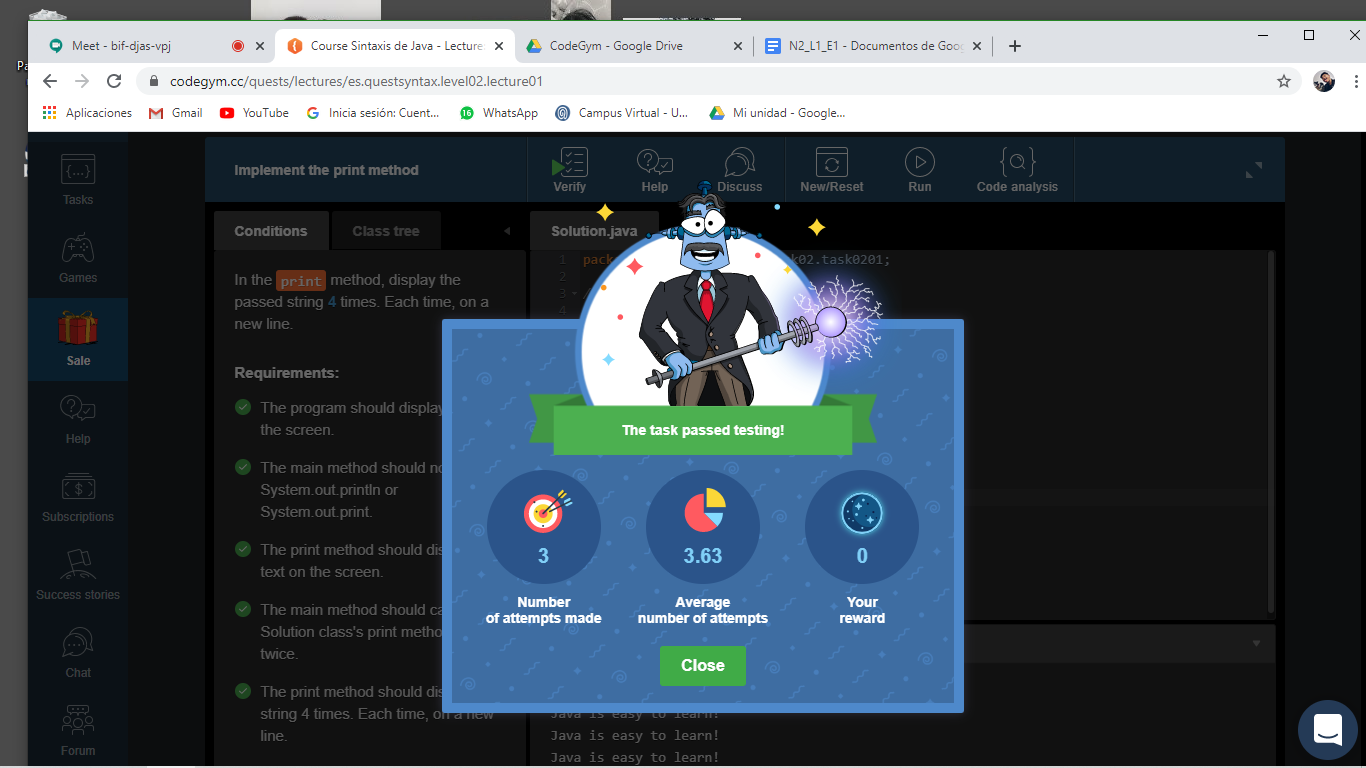 Pa
Meet - bif-djas-vpj
Course Sintaxis de Java - Lecture
CodeGym - Google Drive
N2_L1_E1 - Documentos de Goo
codegym.cc/quests/lectures/es.questsyntax.level02.lecture01
Aplicaciones
Gmail
YouTube
Inicia sesión: Cuent...
16
WhatsApp
Campus Virtual - U...
Mi unidad - Google...
Tasks
Games
Sale
Help
Subscriptions
Success stories
Chat
Forum
Implement the print method
Verify
Help
Discuss
New/Reset
Run
Code analysis
Conditions
Class tree
In the print method, display the
passed string 4 times. Each time, on a
new line.
Requirements:
The program should display
the screen.
The main method should no
System.out.println or
System.out.print.
The print method should dis
text on the screen.
The main method should ca
Solution class's print metho
twice.
The print method should dis
string 4 times. Each time, on a new
line.
Solution.java
1 pack
k02.task0201;
2
3 /
4
The task passed testing!
3
Number
of attempts made
3.63
Average
number of attempts
0
Your
reward
Close
Java is easy to learn!
Java is easy to learn!
Java is easy to learn!